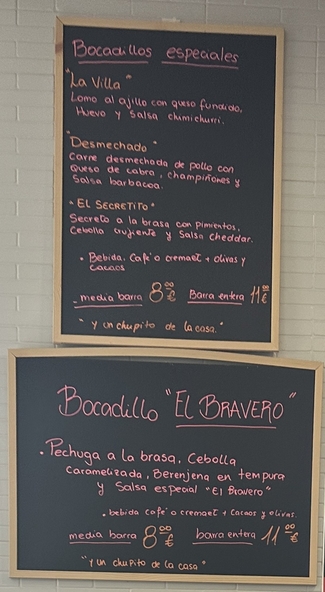 Bocadillos especiales
"La Villa"
Lomo al ajillo con queso fundido,
Huevo y Salsa chimichurri.
"Desmechado"
Carne desmechada de pollo con
Queso de cabra, champiñones y
Salsa barbacoa.
"EL SECRETITO"
Secreto a la brasa con pimientos,
Cebolla crujiente y Salsa Cheddar.
• Bebida, Café o cremaet + olivas y
Cacaos
- media barra 8'00 € Barra entera 11'00 €
"y un chupito de la casa."
Bocadillo "EL BRAVERO"
• Pechuga a la brasa, Cebolla
Caramelizada, Berenjena en tempura
y Salsa especial "El Bravero"
• bebida café o cremaet + Cacaos y olivas.
media barra 8'00 € barra entera 11'00 €
"y un chupito de la casa"